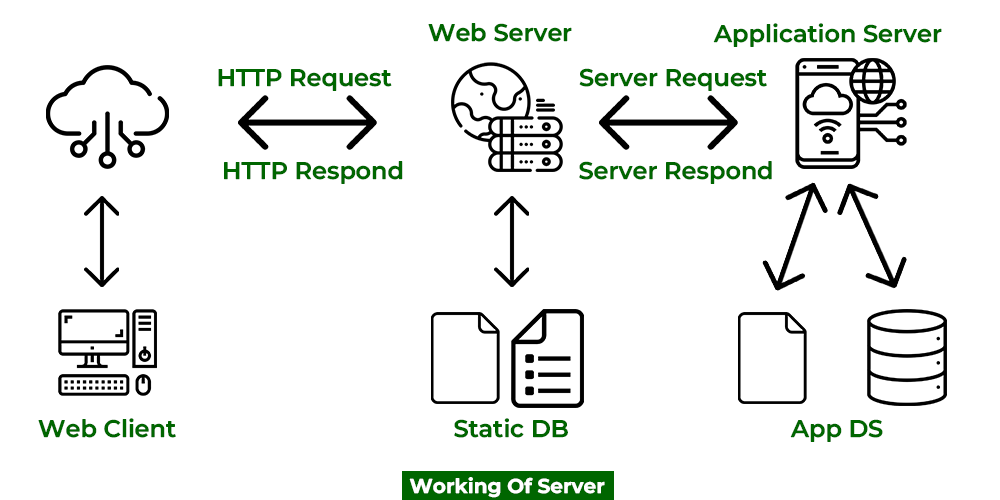 Web Server
Application Server
HTTP Request
Server Request
HTTP Respond
Server Respond
Web Client
Static DB
App DS
Working Of Server